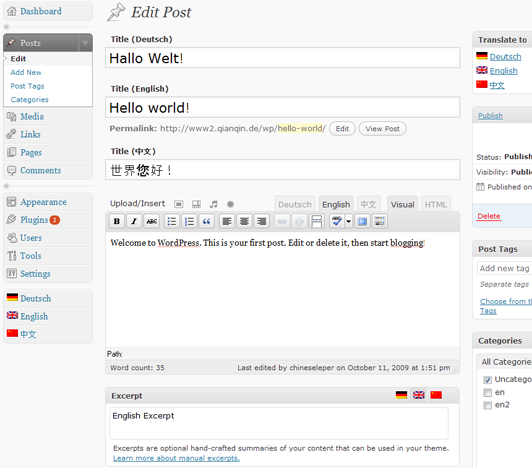 Dashboard
Posts
Edit
Add New
Post Tags
Categories
Media
Links
Pages
Comments
Appearance
Plugins 2
Users
Tools
Settings
Deutsch
English
中文
Edit Post
Title (Deutsch)
Hallo Welt!
Title (English)
Hello world!
Permalink: http://www2.qianqin.de/wp/hello-world/ Edit View Post
Title (中文)
世界您好！
Upload/Insert Deutsch English 中文 Visual HTML
B I ABC
ABC
Welcome to WordPress. This is your first post. Edit or delete it, then start blogging!
Path:
Word count: 35 Last edited by chineseleper on October 11, 2009 at 1:51 pm
Excerpt
English Excerpt
Excerpts are optional hand-crafted summaries of your content that can be used in your theme.
Learn more about manual excerpts.
Translate to
Deutsch
English
中文
Publish
Status: Publish
Visibility: Publi
Published on
Delete
Post Tags
Add new tag
Separate tags
Choose from th
Tags
Categories
All Categorie
Uncatego
en
en2